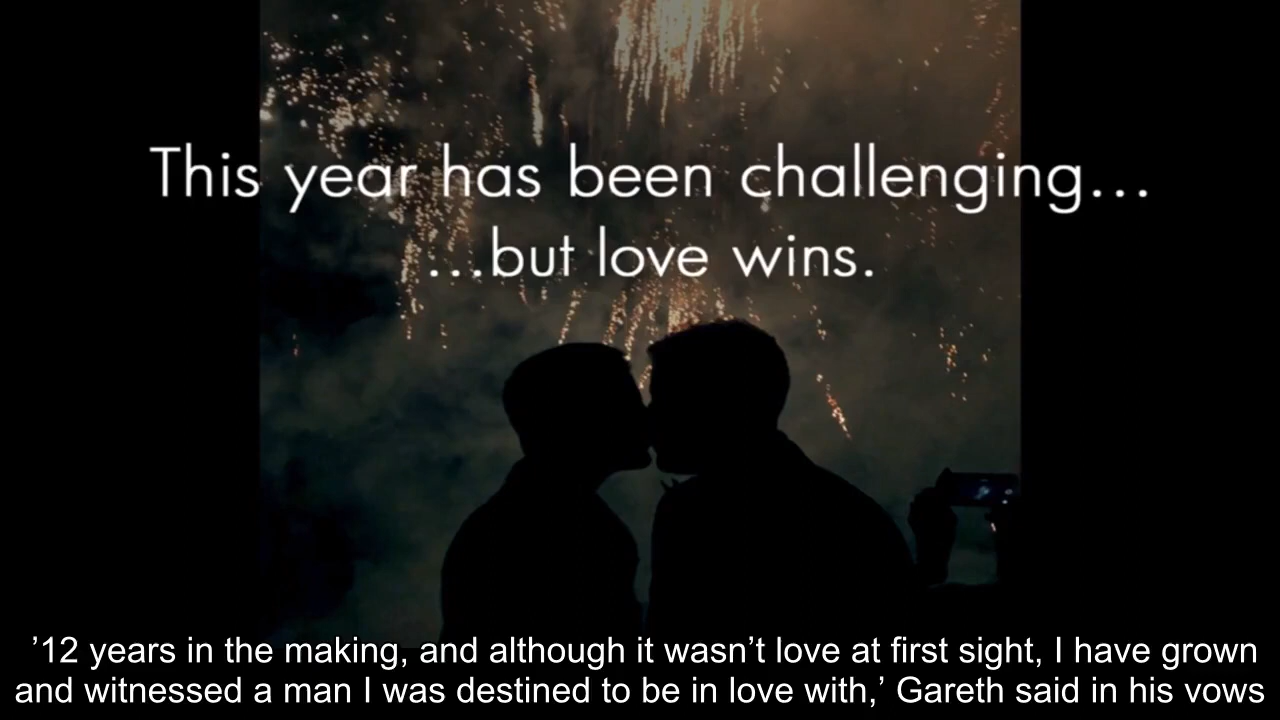 This year has been challenging...
...but love wins.
’12 years in the making, and although it wasn’t love at first sight, I have grown
and witnessed a man I was destined to be in love with,’ Gareth said in his vows